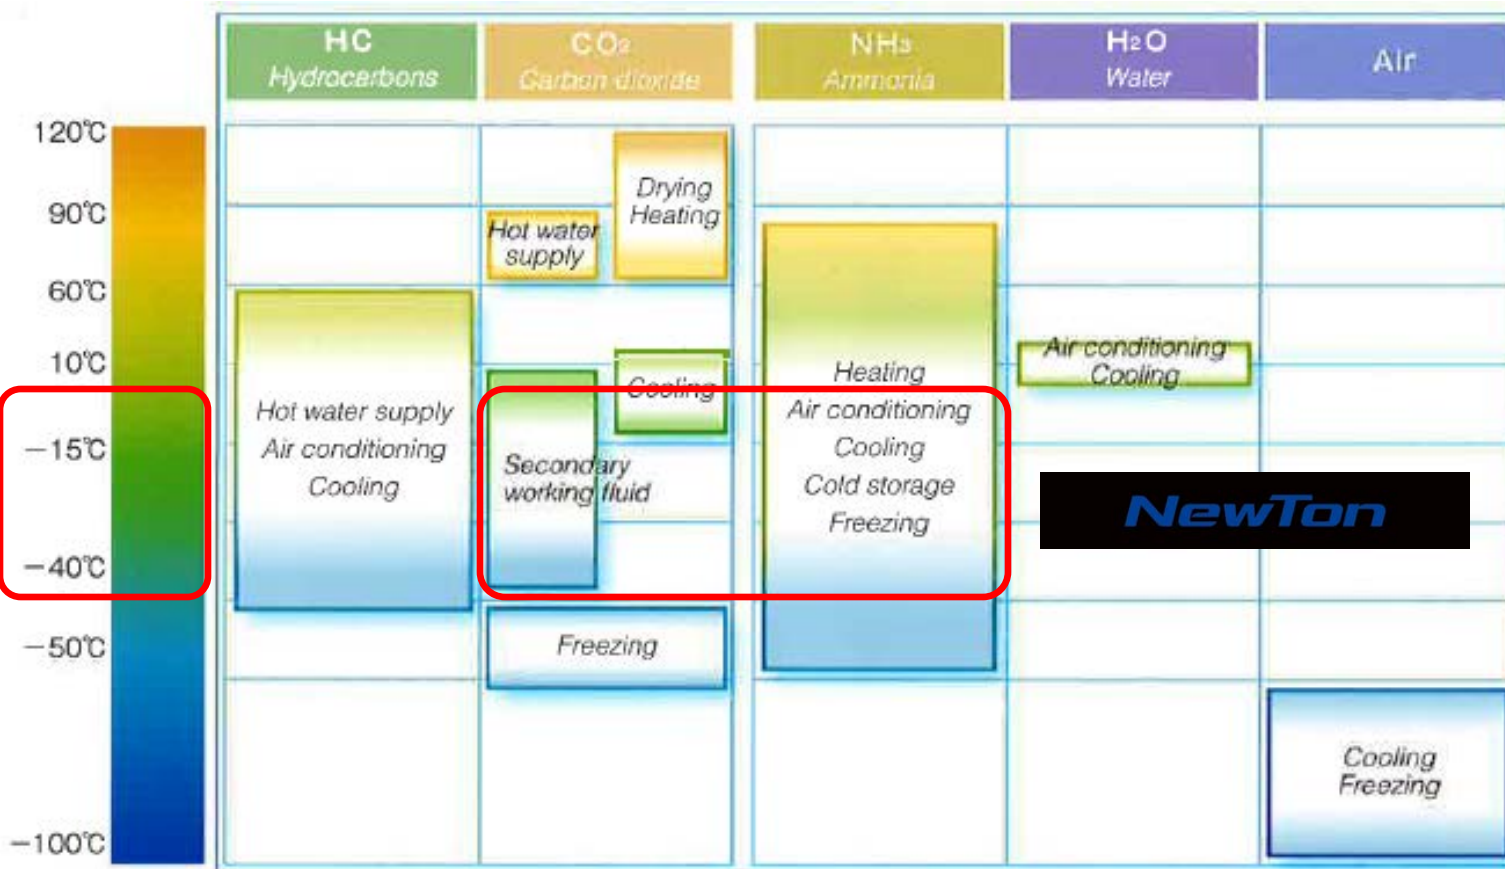 HC
Hydrocarbons
CO₂
Carbon dioxide
NH₃
Ammonia
H₂O
Water
Air
120℃
90℃
60℃
10℃
−15℃
−40℃
−50℃
−100℃
Hot water supply
Air conditioning
Cooling
Hot water
supply
Drying
Heating
Cooling
Secondary
working fluid
Freezing
Heating
Air conditioning
Cooling
Cold storage
Freezing
Air conditioning
Cooling
NewTon
Cooling
Freezing